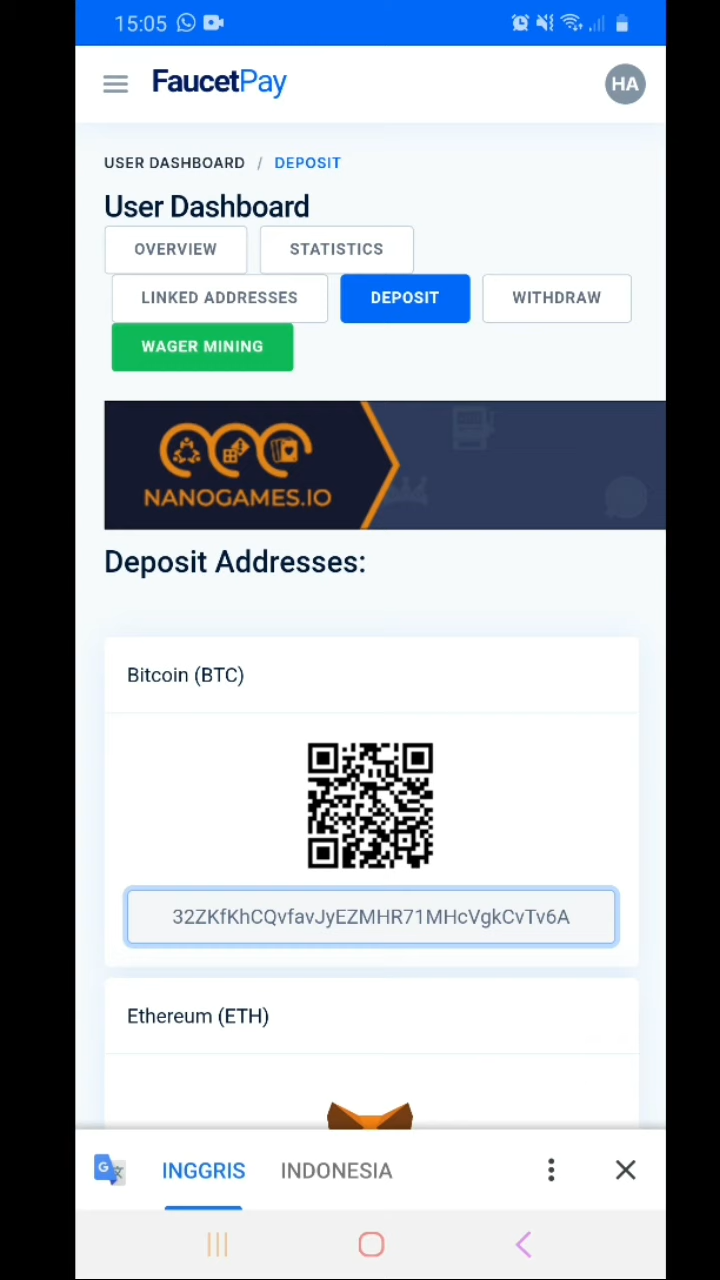 15:05
FaucetPay
HA
USER DASHBOARD / DEPOSIT
User Dashboard
OVERVIEW STATISTICS
LINKED ADDRESSES DEPOSIT WITHDRAW
WAGER MINING
NANOGAMES.IO
Deposit Addresses:
Bitcoin (BTC)
32ZKfKhCQvfavJyEZMHR71MHcVgkCvTv6A
Ethereum (ETH)
INGGRIS INDONESIA